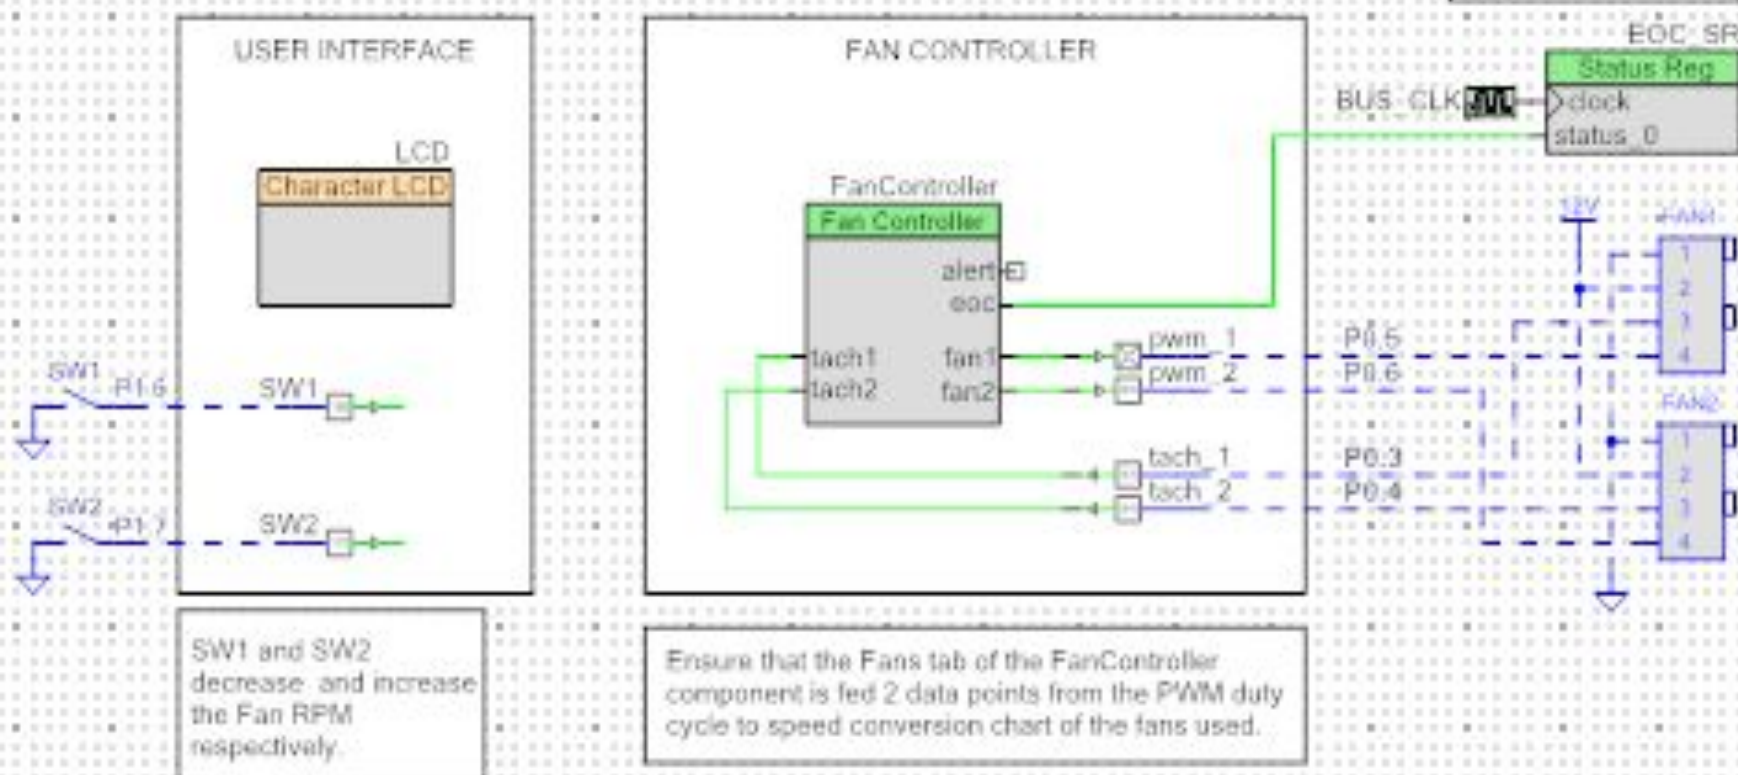 USER INTERFACE
LCD
Character LCD
SW1
P1.6
SW1
SW2
P1.7
SW2
SW1 and SW2
decrease and increase
the Fan RPM
respectively.
FAN CONTROLLER
FanController
Fan Controller
alert
eoc
tach1
fan1
tach2
fan2
pwm_1
pwm_2
tach_1
tach_2
P0.5
P0.6
P0.3
P0.4
Ensure that the Fans tab of the FanController
component is fed 2 data points from the PWM duty
cycle to speed conversion chart of the fans used.
EOC_SR
Status Reg
BUS_CLK
clock
status_0
12V
FAN1
1
2
3
4
FAN2
1
2
3
4